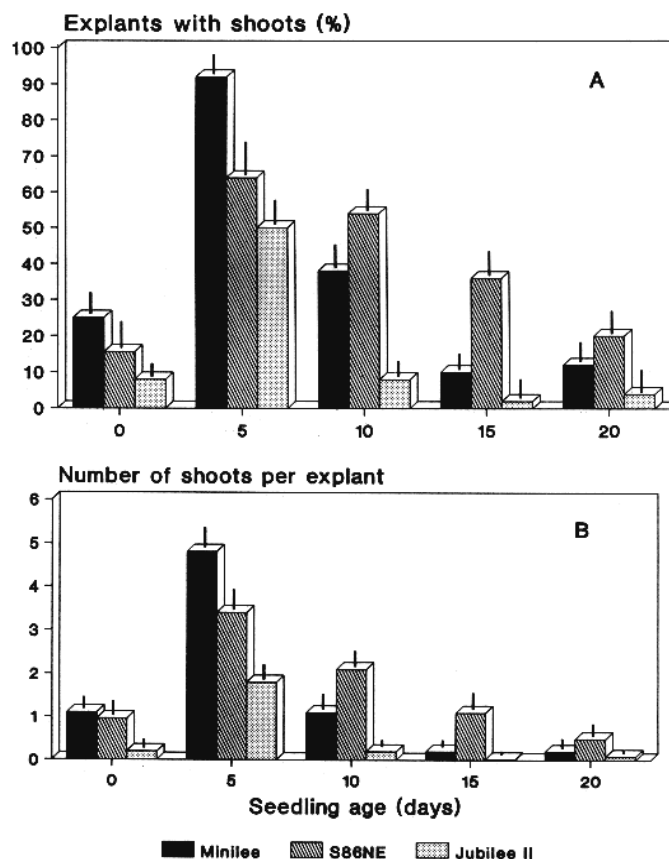 Explants with shoots (%)
A
100
90
80
70
60
50
40
30
20
10
0
0 5 10 15 20
Number of shoots per explant
B
6
5
4
3
2
1
0
0 5 10 15 20
Seedling age (days)
Minilee S86NE Jubilee II